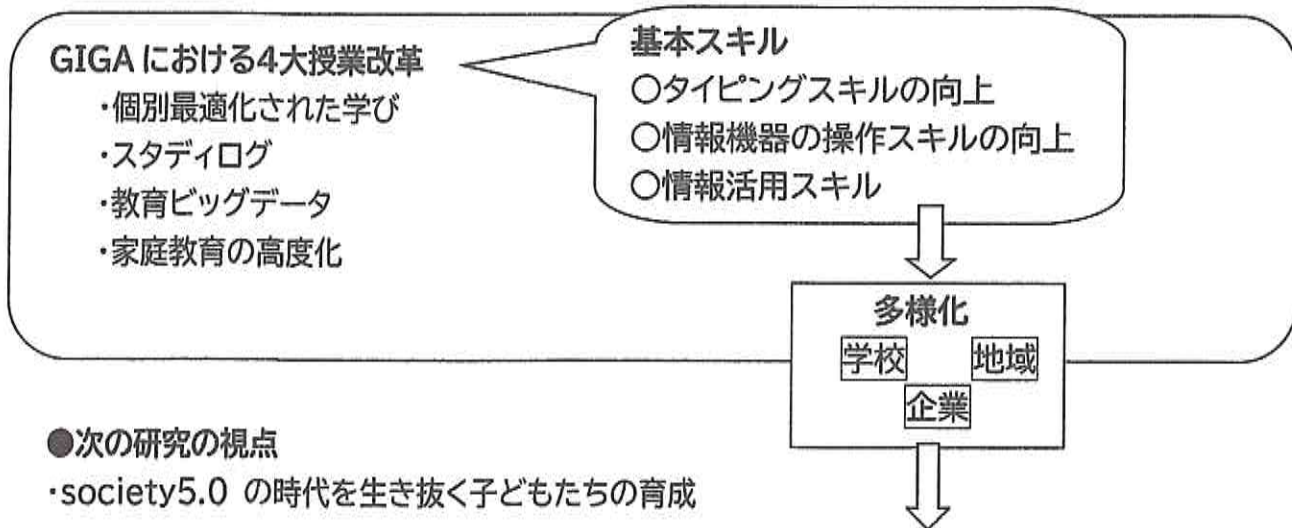 GIGAにおける4大授業改革
・個別最適化された学び
・スタディログ
・教育ビッグデータ
・家庭教育の高度化
基本スキル
○タイピングスキルの向上
○情報機器の操作スキルの向上
○情報活用スキル
多様化
学校 地域
企業
●次の研究の視点
・society5.0 の時代を生き抜く子どもたちの育成